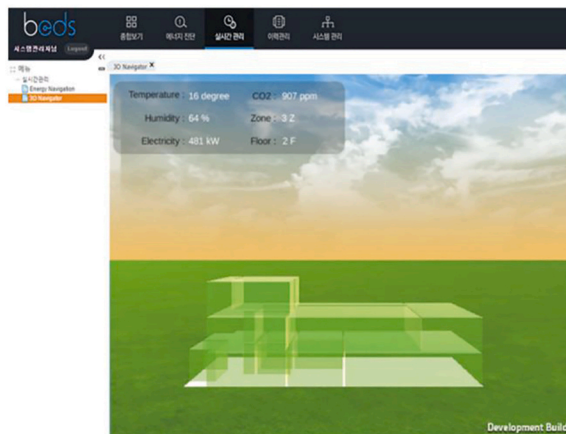 beds
종합보기 에너지 진단 실시간 관리 이력관리 시스템 관리
시스템관리자님 Logout
메뉴
실시간관리
Energy Navigation
3D Navigator
3D Navigator X
Temperature : 16 degree CO2 : 907 ppm
Humidity : 64 % Zone : 3 Z
Electricity : 481 kW Floor : 2 F
Development Build